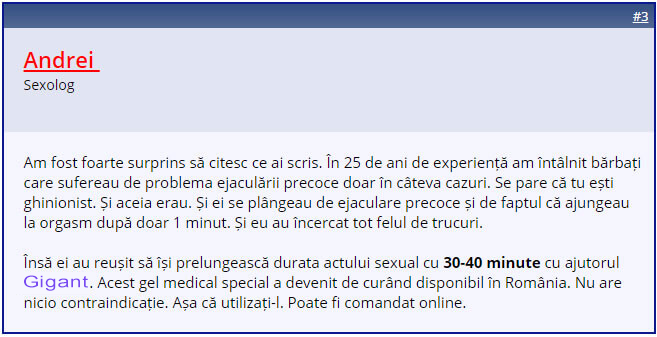 #3
Andrei
Sexolog
Am fost foarte surprins să citesc ce ai scris. În 25 de ani de experiență am întâlnit bărbați
care sufereau de problema ejaculării precoce doar în câteva cazuri. Se pare că tu ești
ghinionist. Și aceia erau. Și ei se plângeau de ejaculare precoce și de faptul că ajungeau
la orgasm după doar 1 minut. Și eu au încercat tot felul de trucuri.
Însă ei au reușit să își prelungească durata actului sexual cu 30-40 minute cu ajutorul
Gigant. Acest gel medical special a devenit de curând disponibil în România. Nu are
nicio contraindicație. Așa că utilizați-l. Poate fi comandat online.